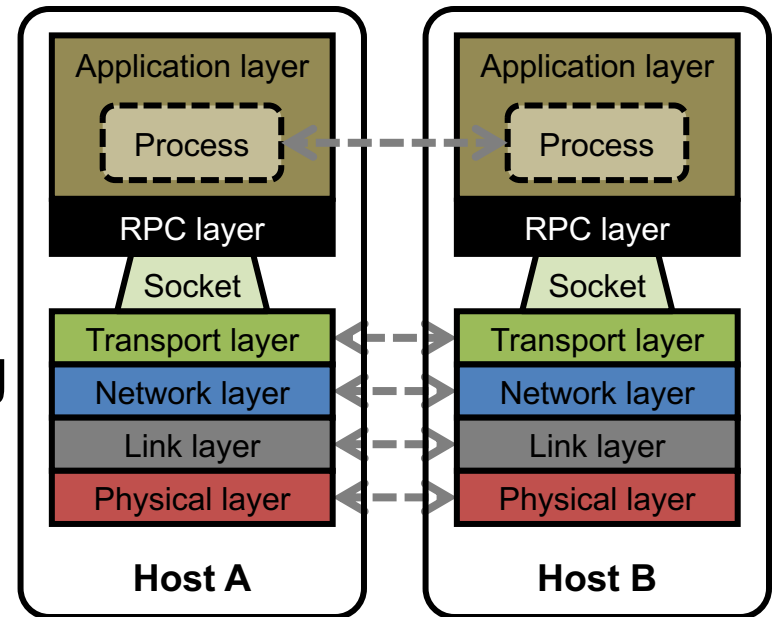 Application layer
Process
RPC layer
Socket
Transport layer
Network layer
Link layer
Physical layer
Host A
Application layer
Process
RPC layer
Socket
Transport layer
Network layer
Link layer
Physical layer
Host B